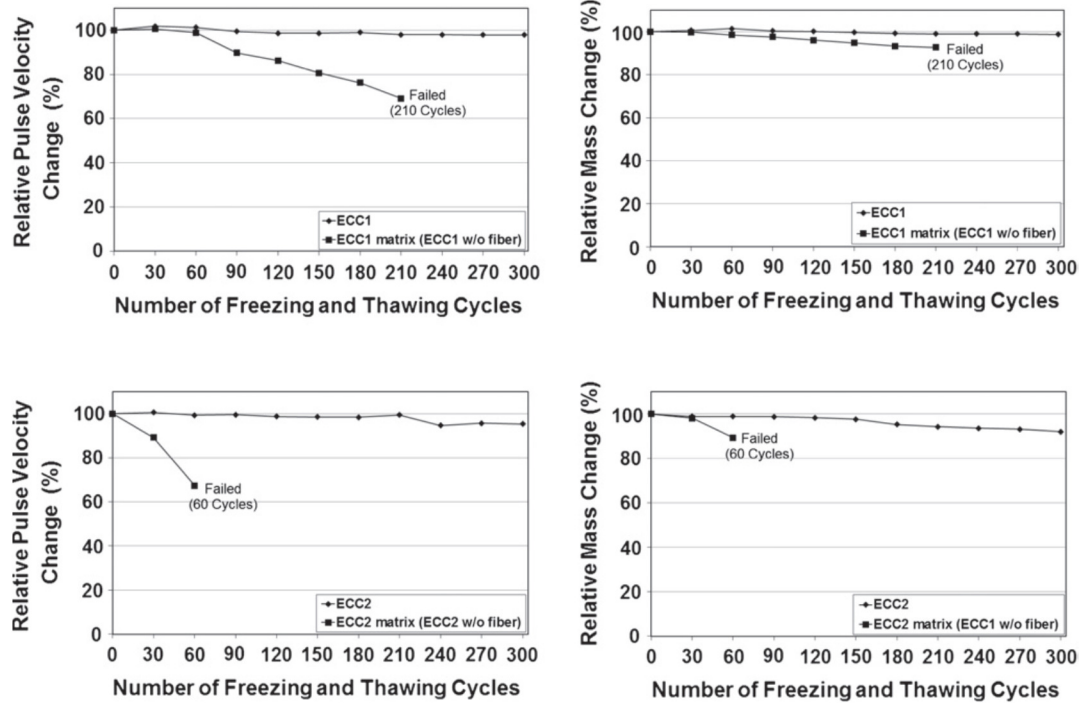 Relative Pulse Velocity
Change (%)
100
80
60
40
20
0
Failed
(210 Cycles)
ECC1
ECC1 matrix (ECC1 w/o fiber)
0 30 60 90 120 150 180 210 240 270 300
Number of Freezing and Thawing Cycles
Relative Mass Change (%)
100
80
60
40
20
0
Failed
(210 Cycles)
ECC1
ECC1 matrix (ECC1 w/o fiber)
0 30 60 90 120 150 180 210 240 270 300
Number of Freezing and Thawing Cycles
Relative Pulse Velocity
Change (%)
100
80
60
40
20
0
Failed
(60 Cycles)
ECC2
ECC2 matrix (ECC2 w/o fiber)
0 30 60 90 120 150 180 210 240 270 300
Number of Freezing and Thawing Cycles
Relative Mass Change (%)
100
80
60
40
20
0
Failed
(60 Cycles)
ECC2
ECC2 matrix (ECC1 w/o fiber)
0 30 60 90 120 150 180 210 240 270 300
Number of Freezing and Thawing Cycles